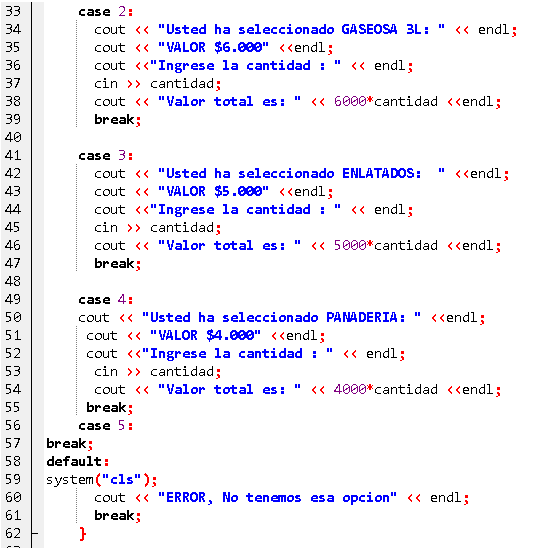 33 case 2:
34 cout << "Usted ha seleccionado GASEOSA 3L: " << endl;
35 cout << "VALOR $6.000" <<endl;
36 cout <<"Ingrese la cantidad : " << endl;
37 cin >> cantidad;
38 cout << "Valor total es: " << 6000*cantidad <<endl;
39 break;
40
41 case 3:
42 cout << "Usted ha seleccionado ENLATADOS:  " <<endl;
43 cout << "VALOR $5.000" <<endl;
44 cout <<"Ingrese la cantidad : " << endl;
45 cin >> cantidad;
46 cout << "Valor total es: " << 5000*cantidad <<endl;
47 break;
48
49 case 4:
50 cout << "Usted ha seleccionado PANADERIA: " <<endl;
51 cout << "VALOR $4.000" <<endl;
52 cout <<"Ingrese la cantidad : " << endl;
53 cin >> cantidad;
54 cout << "Valor total es: " << 4000*cantidad <<endl;
55 break;
56 case 5:
57 break;
58 default:
59 system("cls");
60 cout << "ERROR, No tenemos esa opcion" << endl;
61 break;
62 }